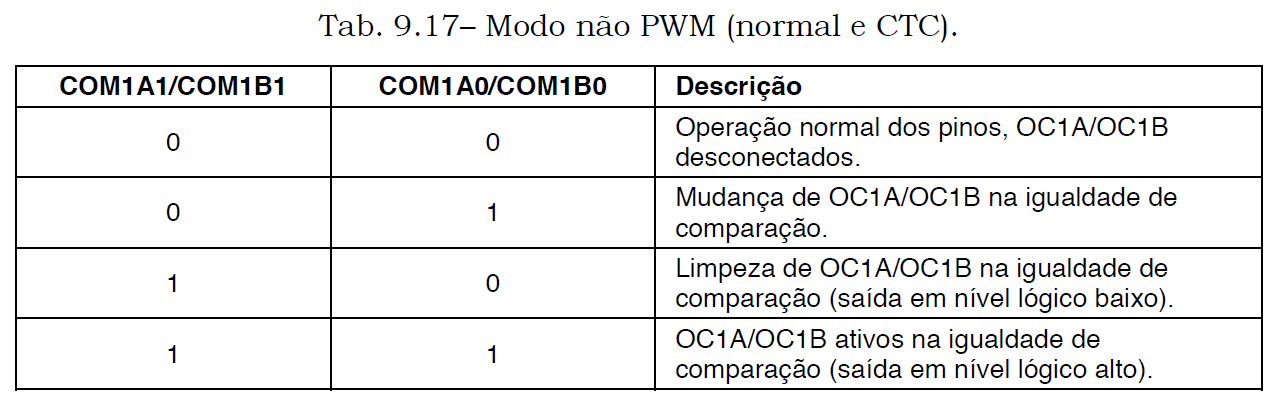 Tab. 9.17– Modo não PWM (normal e CTC).
COM1A1/COM1B1 COM1A0/COM1B0 Descrição
0 0 Operação normal dos pinos, OC1A/OC1B
desconectados.
0 1 Mudança de OC1A/OC1B na igualdade de
comparação.
1 0 Limpeza de OC1A/OC1B na igualdade de
comparação (saída em nível lógico baixo).
1 1 OC1A/OC1B ativos na igualdade de
comparação (saída em nível lógico alto).